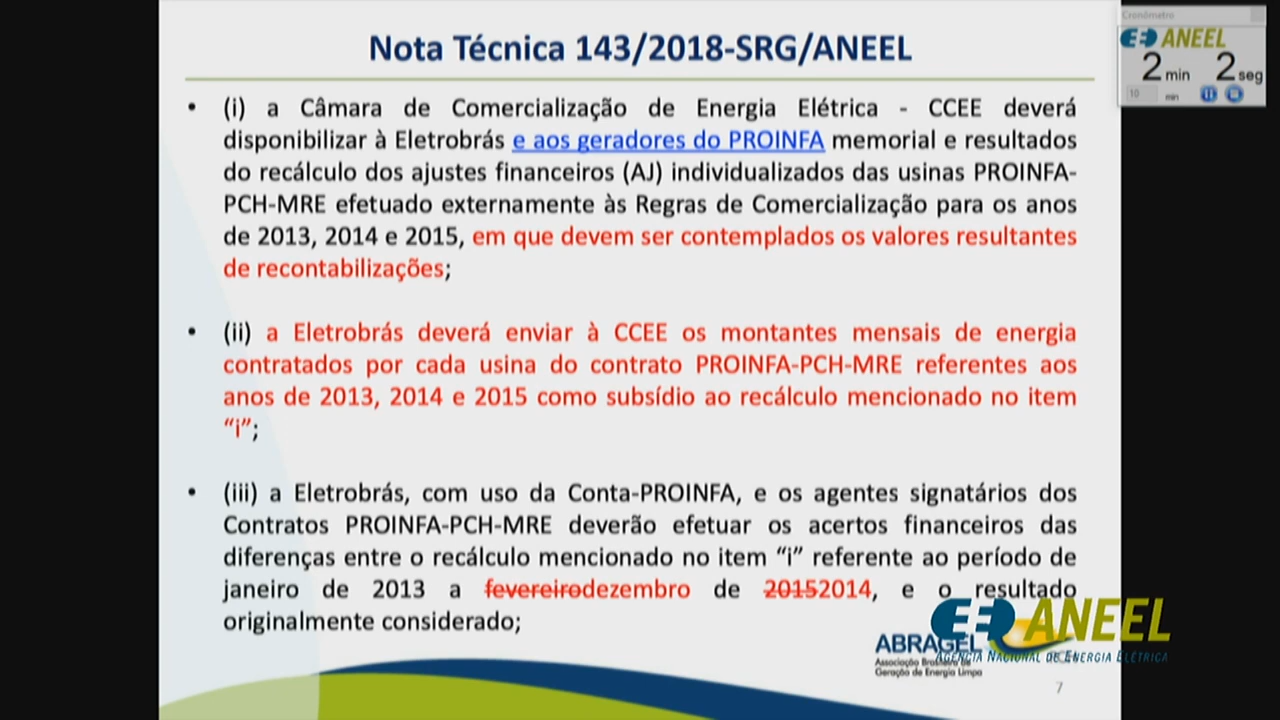 Nota Técnica 143/2018-SRG/ANEEL
Cronômetro
ANEEL
2 min 2 seg
10 min
• (i) a Câmara de Comercialização de Energia Elétrica - CCEE deverá
disponibilizar à Eletrobrás e aos geradores do PROINFA memorial e resultados
do recálculo dos ajustes financeiros (AJ) individualizados das usinas PROINFA-
PCH-MRE efetuado externamente às Regras de Comercialização para os anos
de 2013, 2014 e 2015, em que devem ser contemplados os valores resultantes
de recontabilizações;
• (ii) a Eletrobrás deverá enviar à CCEE os montantes mensais de energia
contratados por cada usina do contrato PROINFA-PCH-MRE referentes aos
anos de 2013, 2014 e 2015 como subsídio ao recálculo mencionado no item
“i”;
• (iii) a Eletrobrás, com uso da Conta-PROINFA, e os agentes signatários dos
Contratos PROINFA-PCH-MRE deverão efetuar os acertos financeiros das
diferenças entre o recálculo mencionado no item “i” referente ao período de
janeiro de 2013 a fevereirodezembro de 20152014, e o resultado
originalmente considerado;
ANEEL
AGÊNCIA NACIONAL DE ENERGIA ELÉTRICA
ABRAGEL
Associação Brasileira de
Geração de Energia Limpa
7